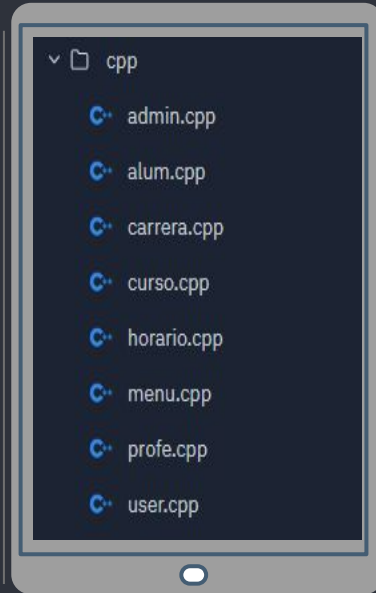 cpp
C++ admin.cpp
C++ alum.cpp
C++ carrera.cpp
C++ curso.cpp
C++ horario.cpp
C++ menu.cpp
C++ profe.cpp
C++ user.cpp